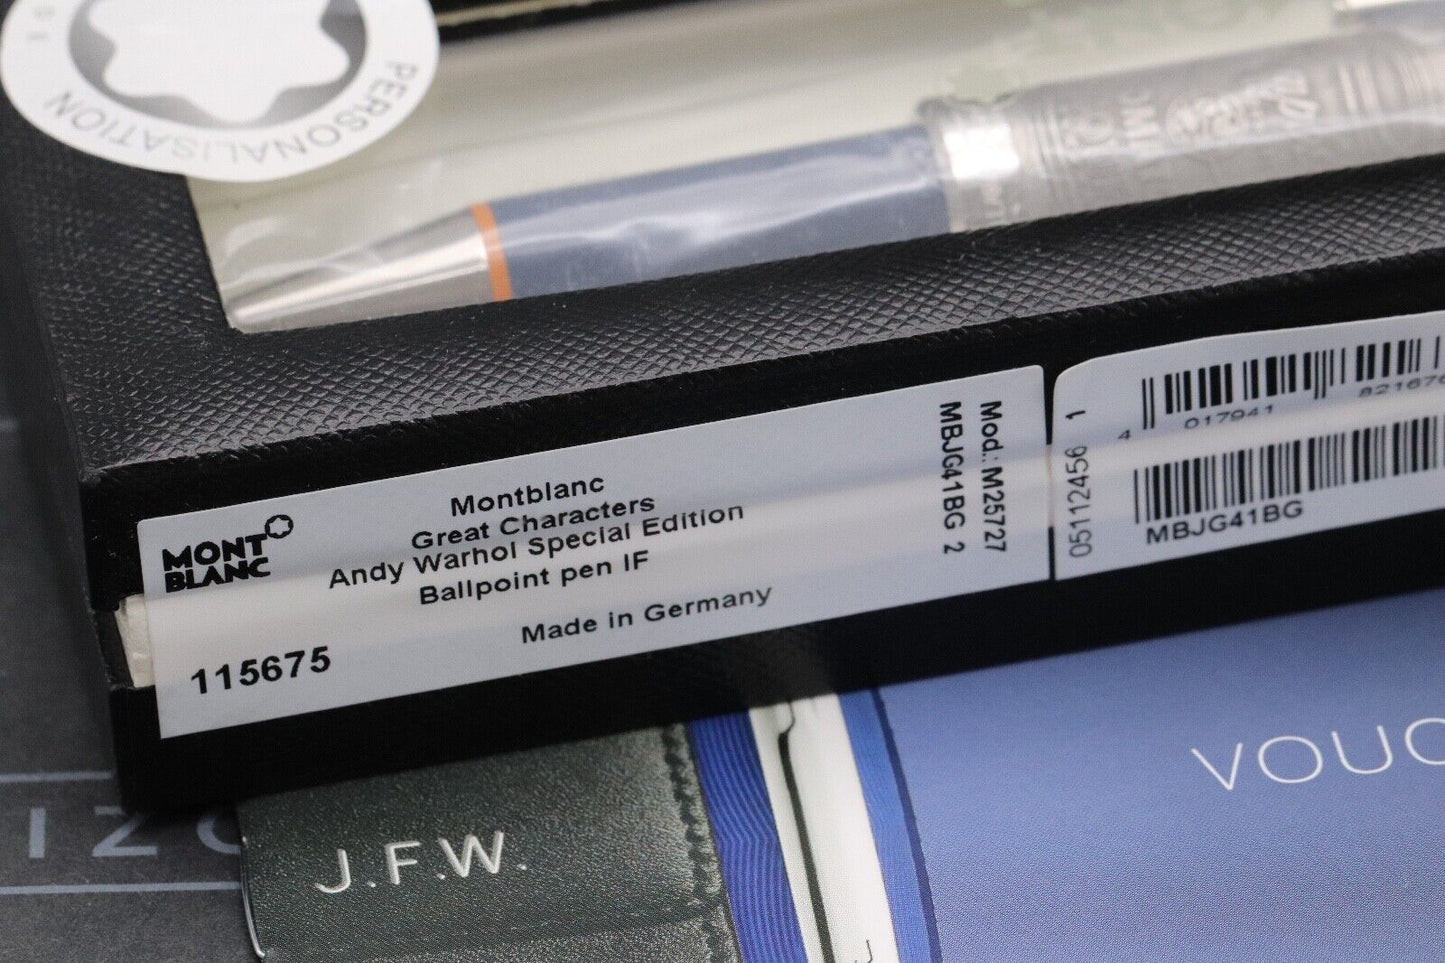 PERSONALISATION
MONT
BLANC
Montblanc
Great Characters
Andy Warhol Special Edition
Ballpoint pen IF
Made in Germany
115675
Mod.: M25727
MBJG41BG 2
05112456 1
4 017941 821670
MBJG41BG
J.F.W.